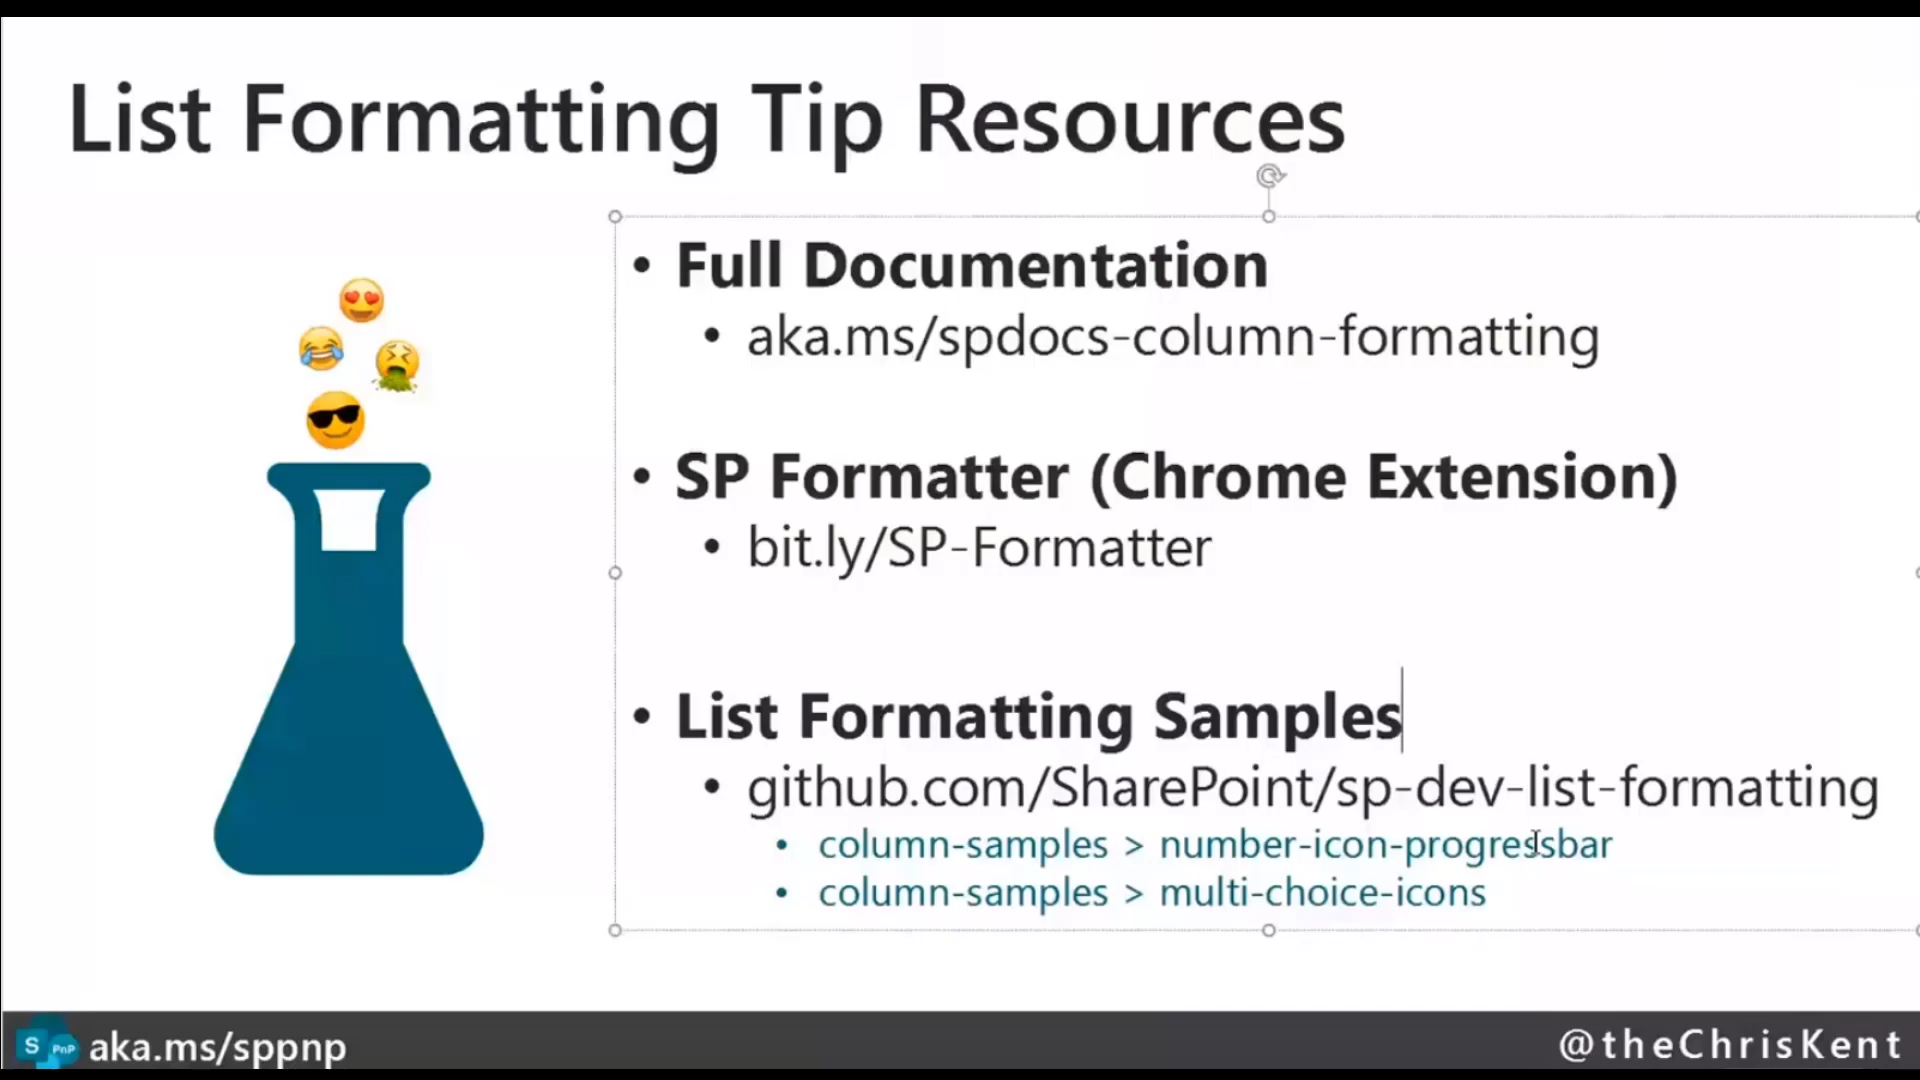 List Formatting Tip Resources
• Full Documentation
• aka.ms/spdocs-column-formatting
• SP Formatter (Chrome Extension)
• bit.ly/SP-Formatter
• List Formatting Samples
• github.com/SharePoint/sp-dev-list-formatting
• column-samples > number-icon-progressbar
• column-samples > multi-choice-icons
S PnP aka.ms/sppnp
@theChrisKent